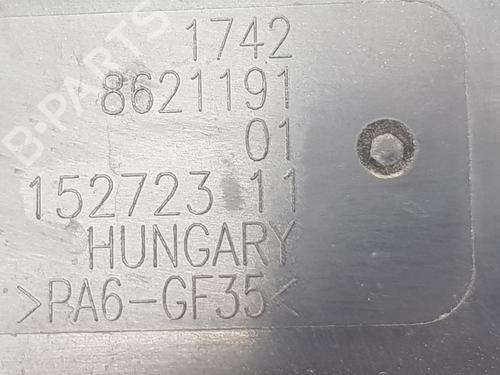 B-PARTS
1742
8621191
01
152723 11
HUNGARY
>PA6-GF35<